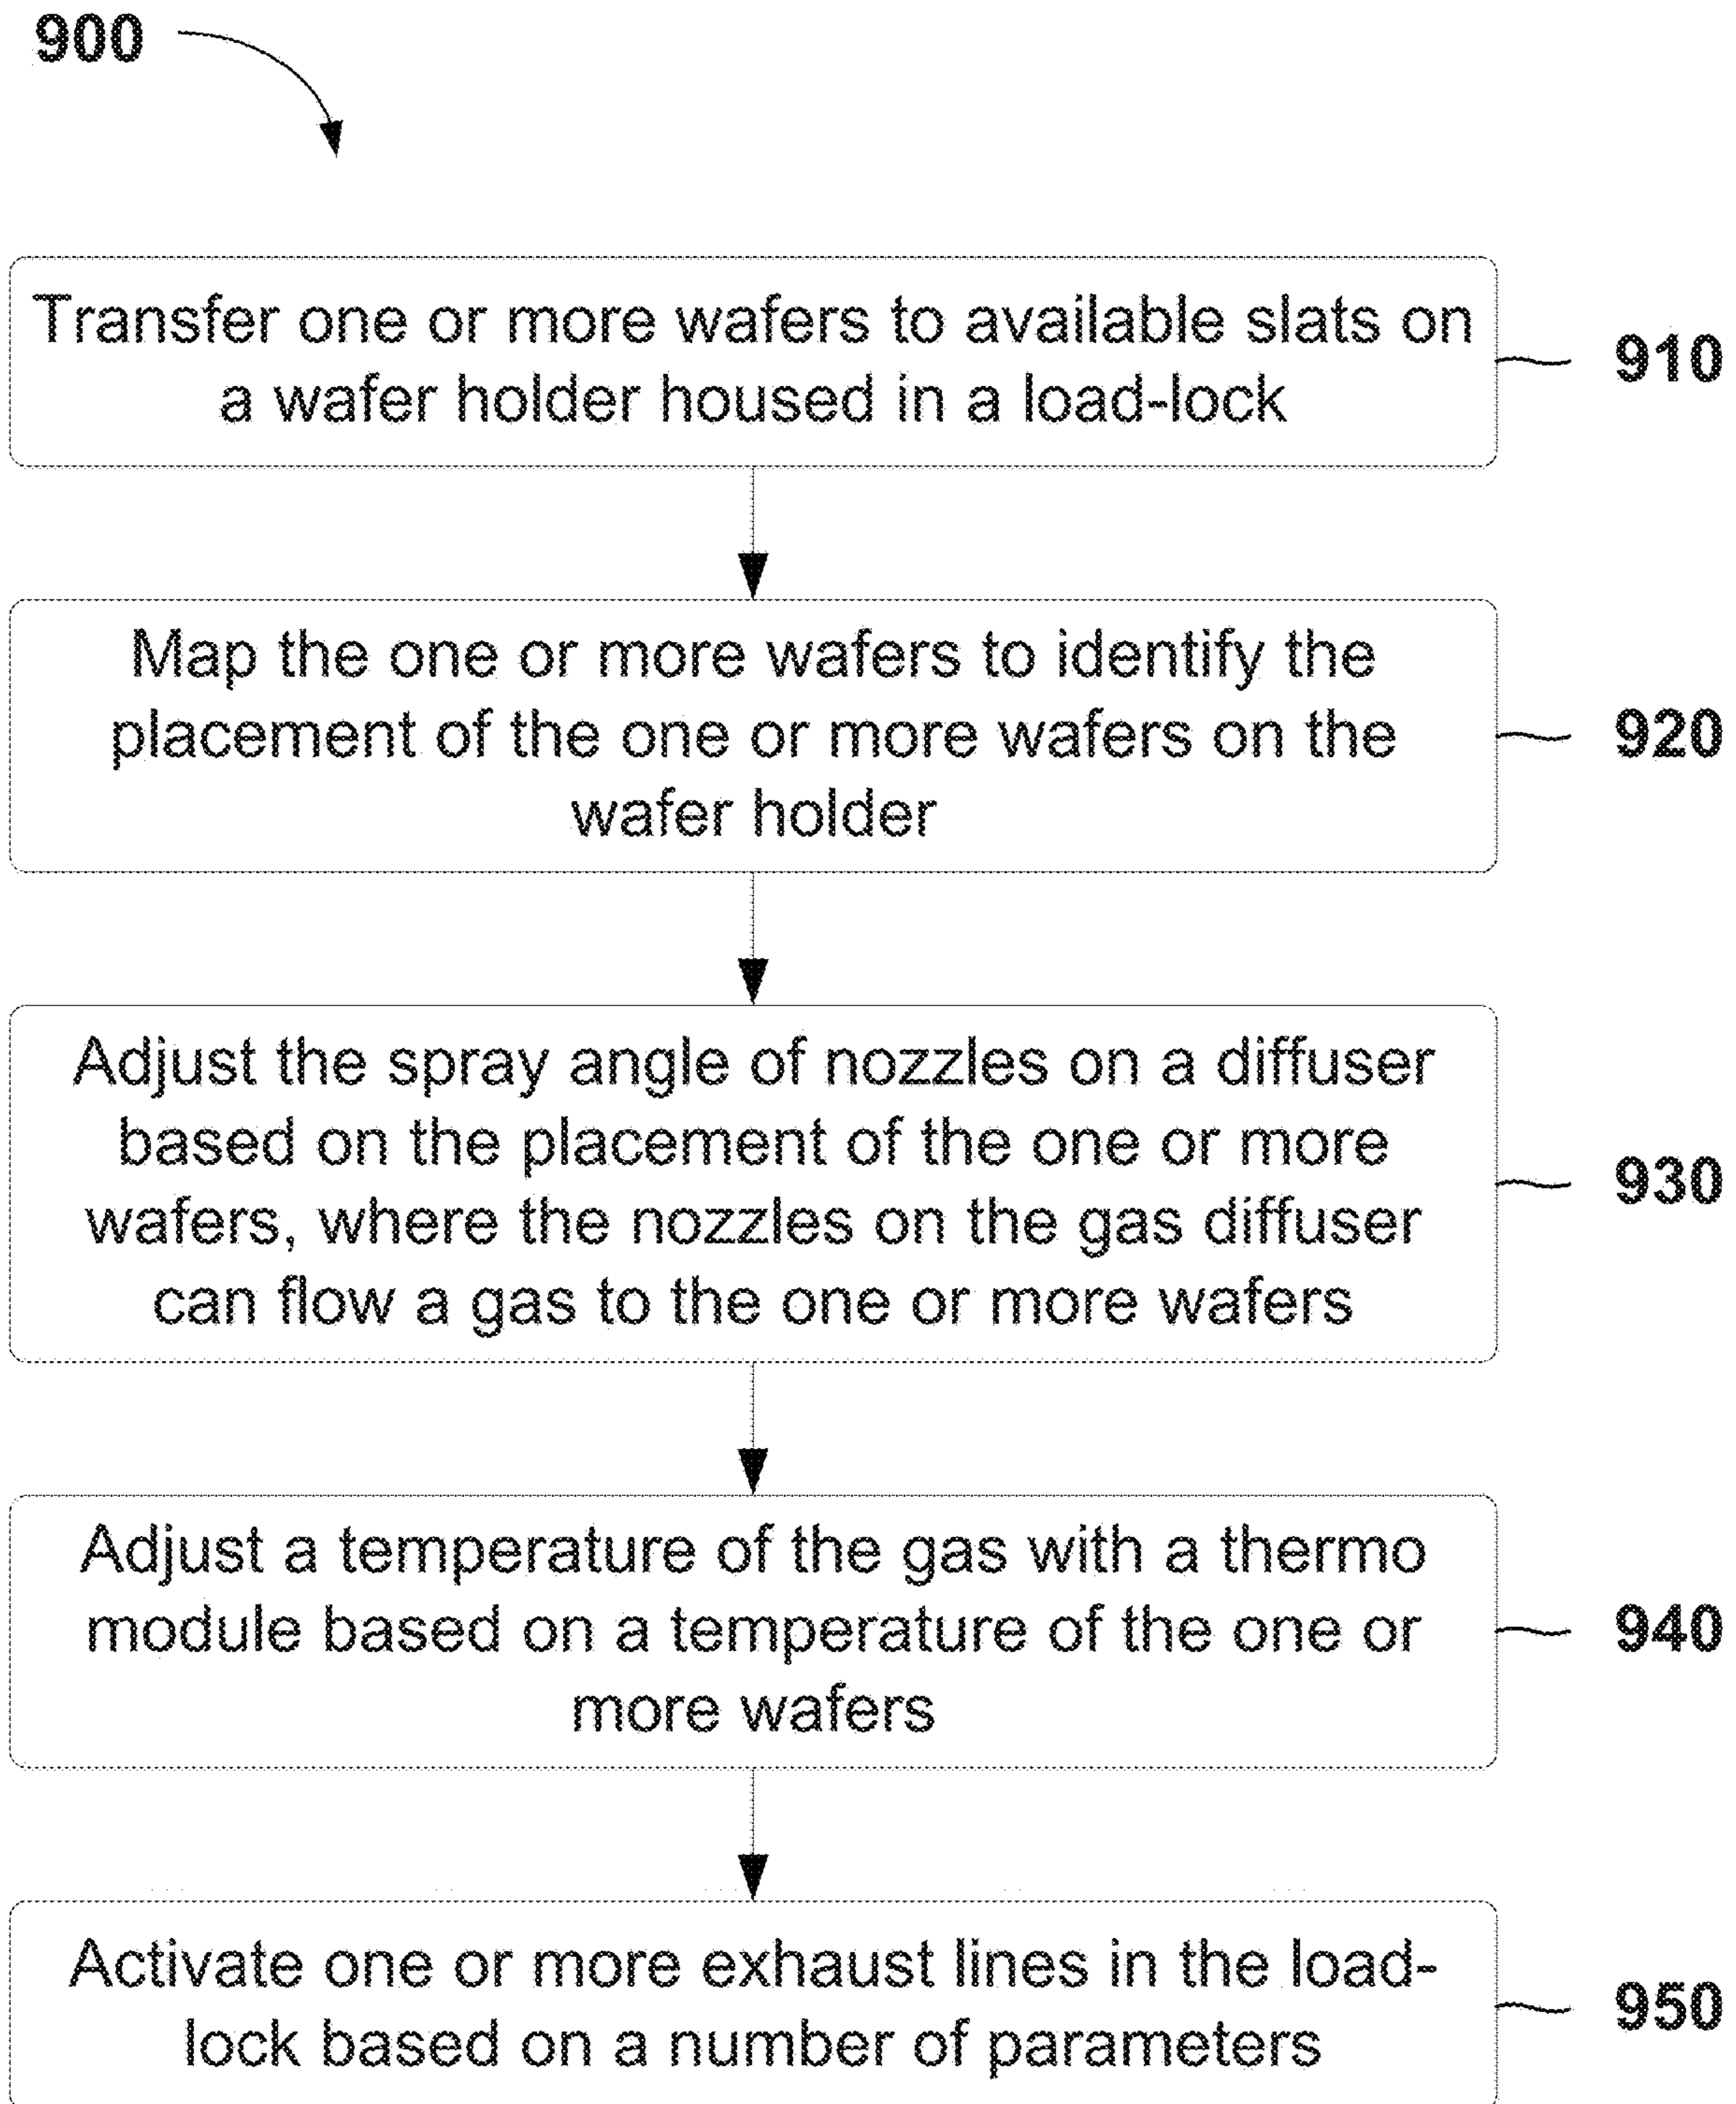 900
Transfer one or more wafers to available slats on
a wafer holder housed in a load-lock
910
Map the one or more wafers to identify the
placement of the one or more wafers on the
wafer holder
920
Adjust the spray angle of nozzles on a diffuser
based on the placement of the one or more
wafers, where the nozzles on the gas diffuser
can flow a gas to the one or more wafers
930
Adjust a temperature of the gas with a thermo
module based on a temperature of the one or
more wafers
940
Activate one or more exhaust lines in the load-
lock based on a number of parameters
950